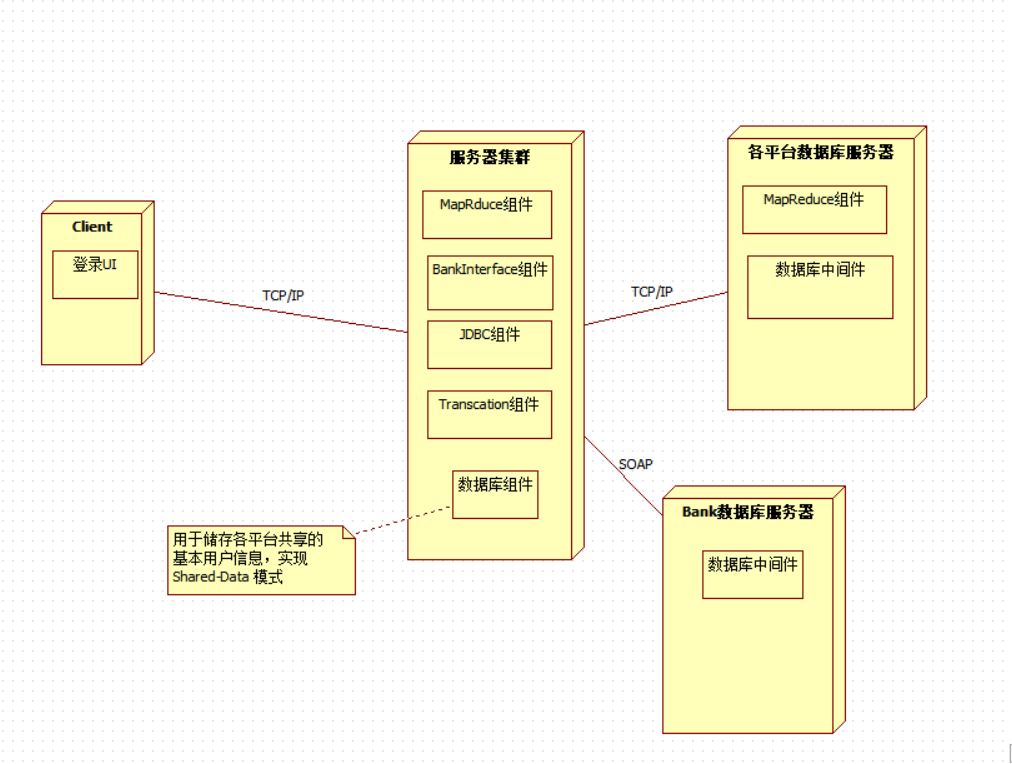 Client
登录UI
TCP/IP
服务器集群
MapRduce组件
BankInterface组件
JDBC组件
Transcation组件
数据库组件
用于储存各平台共享的
基本用户信息，实现
Shared-Data 模式
TCP/IP
各平台数据库服务器
MapReduce组件
数据库中间件
SOAP
Bank数据库服务器
数据库中间件